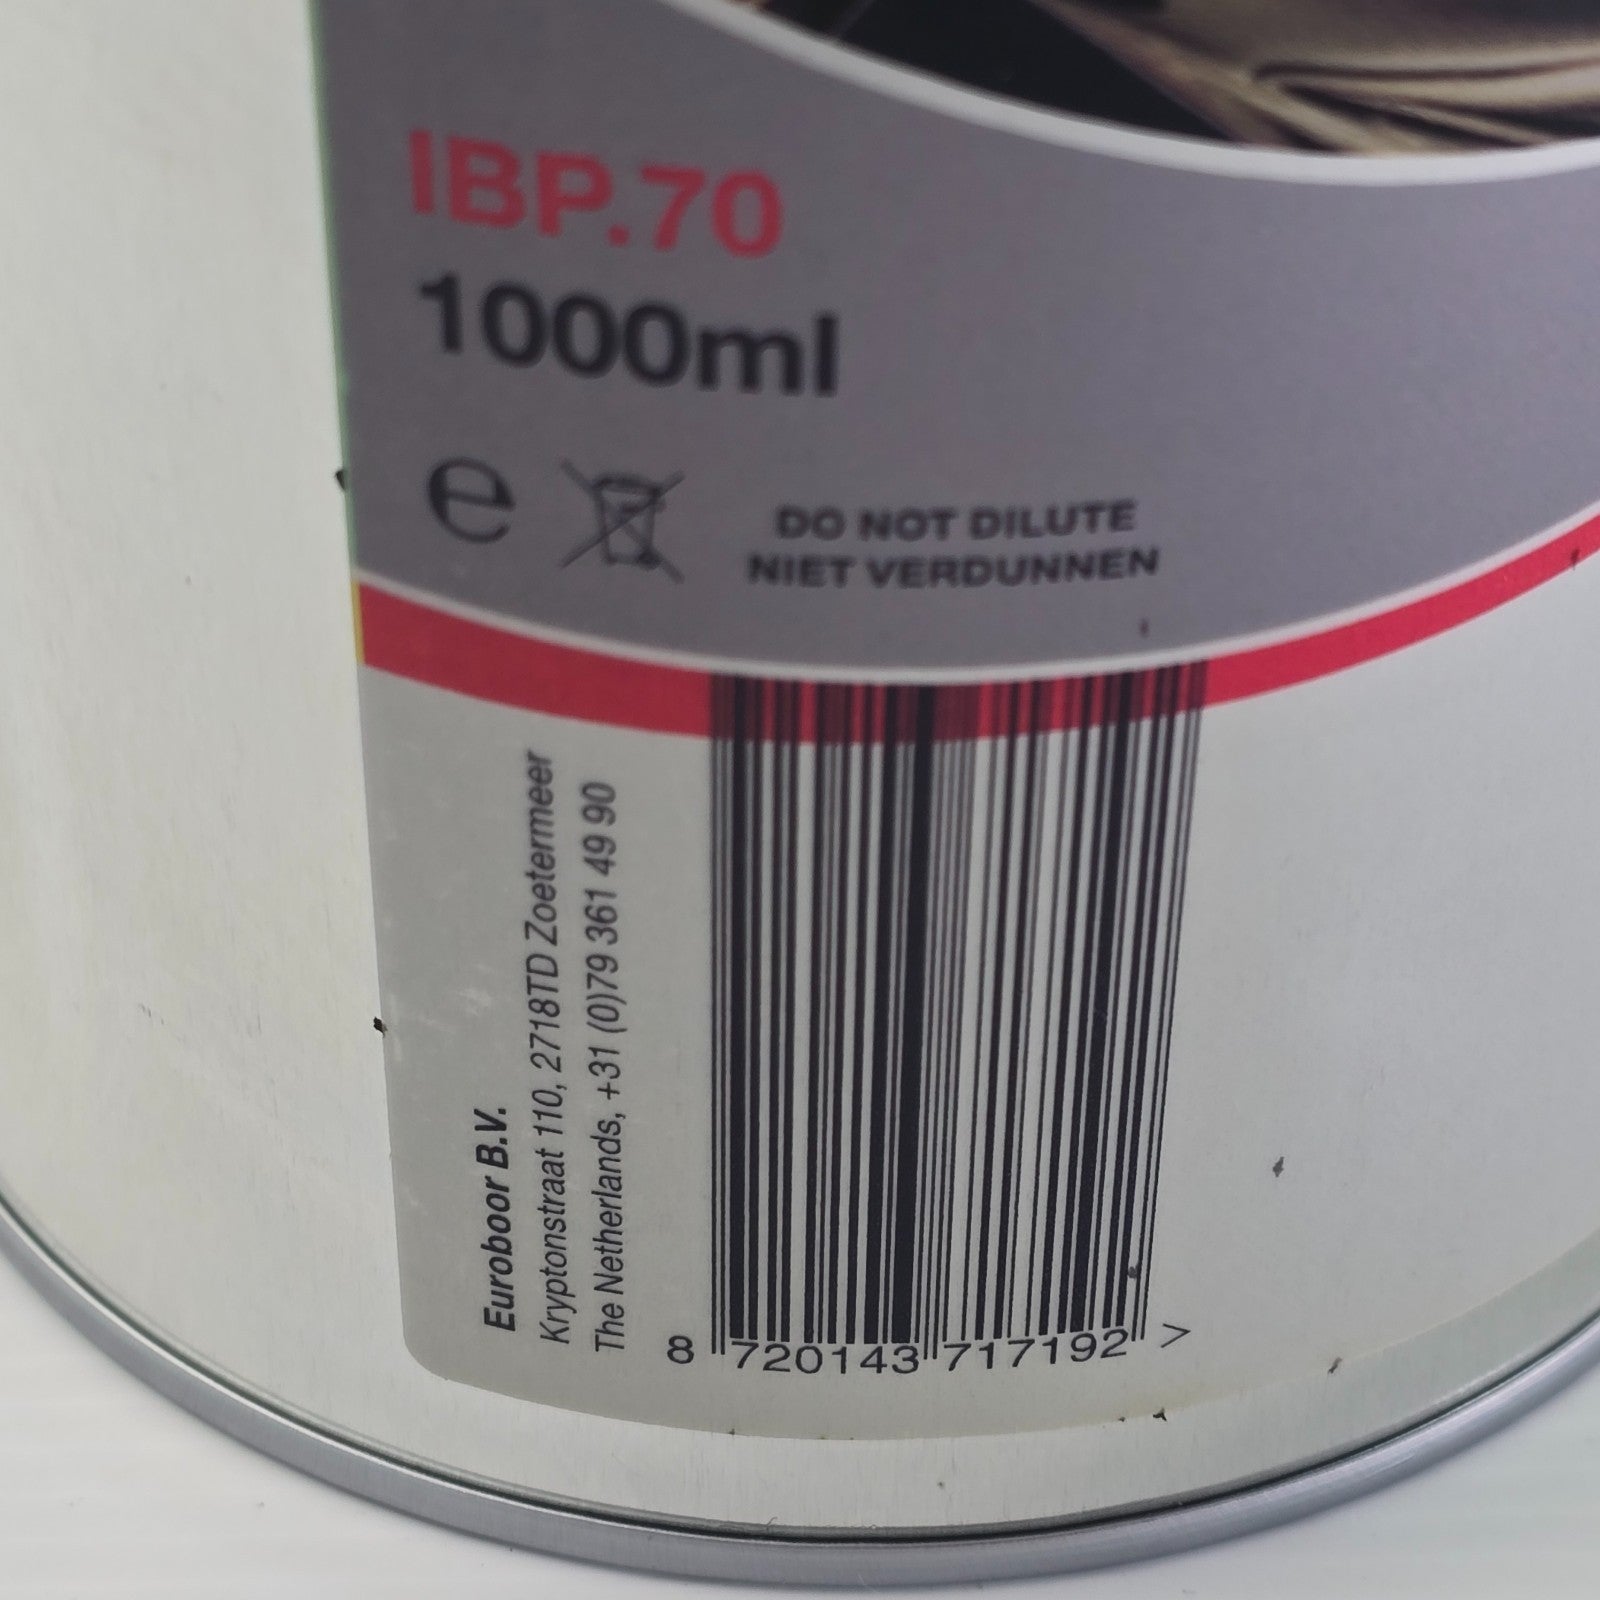 IBP.70
1000ml
e
DO NOT DILUTE
NIET VERDUNNEN
Euroboor B.V.
Kryptonstraat 110, 2718TD Zoetermeer
The Netherlands, +31 (0)79 361 49 90
8 720143 717192 >